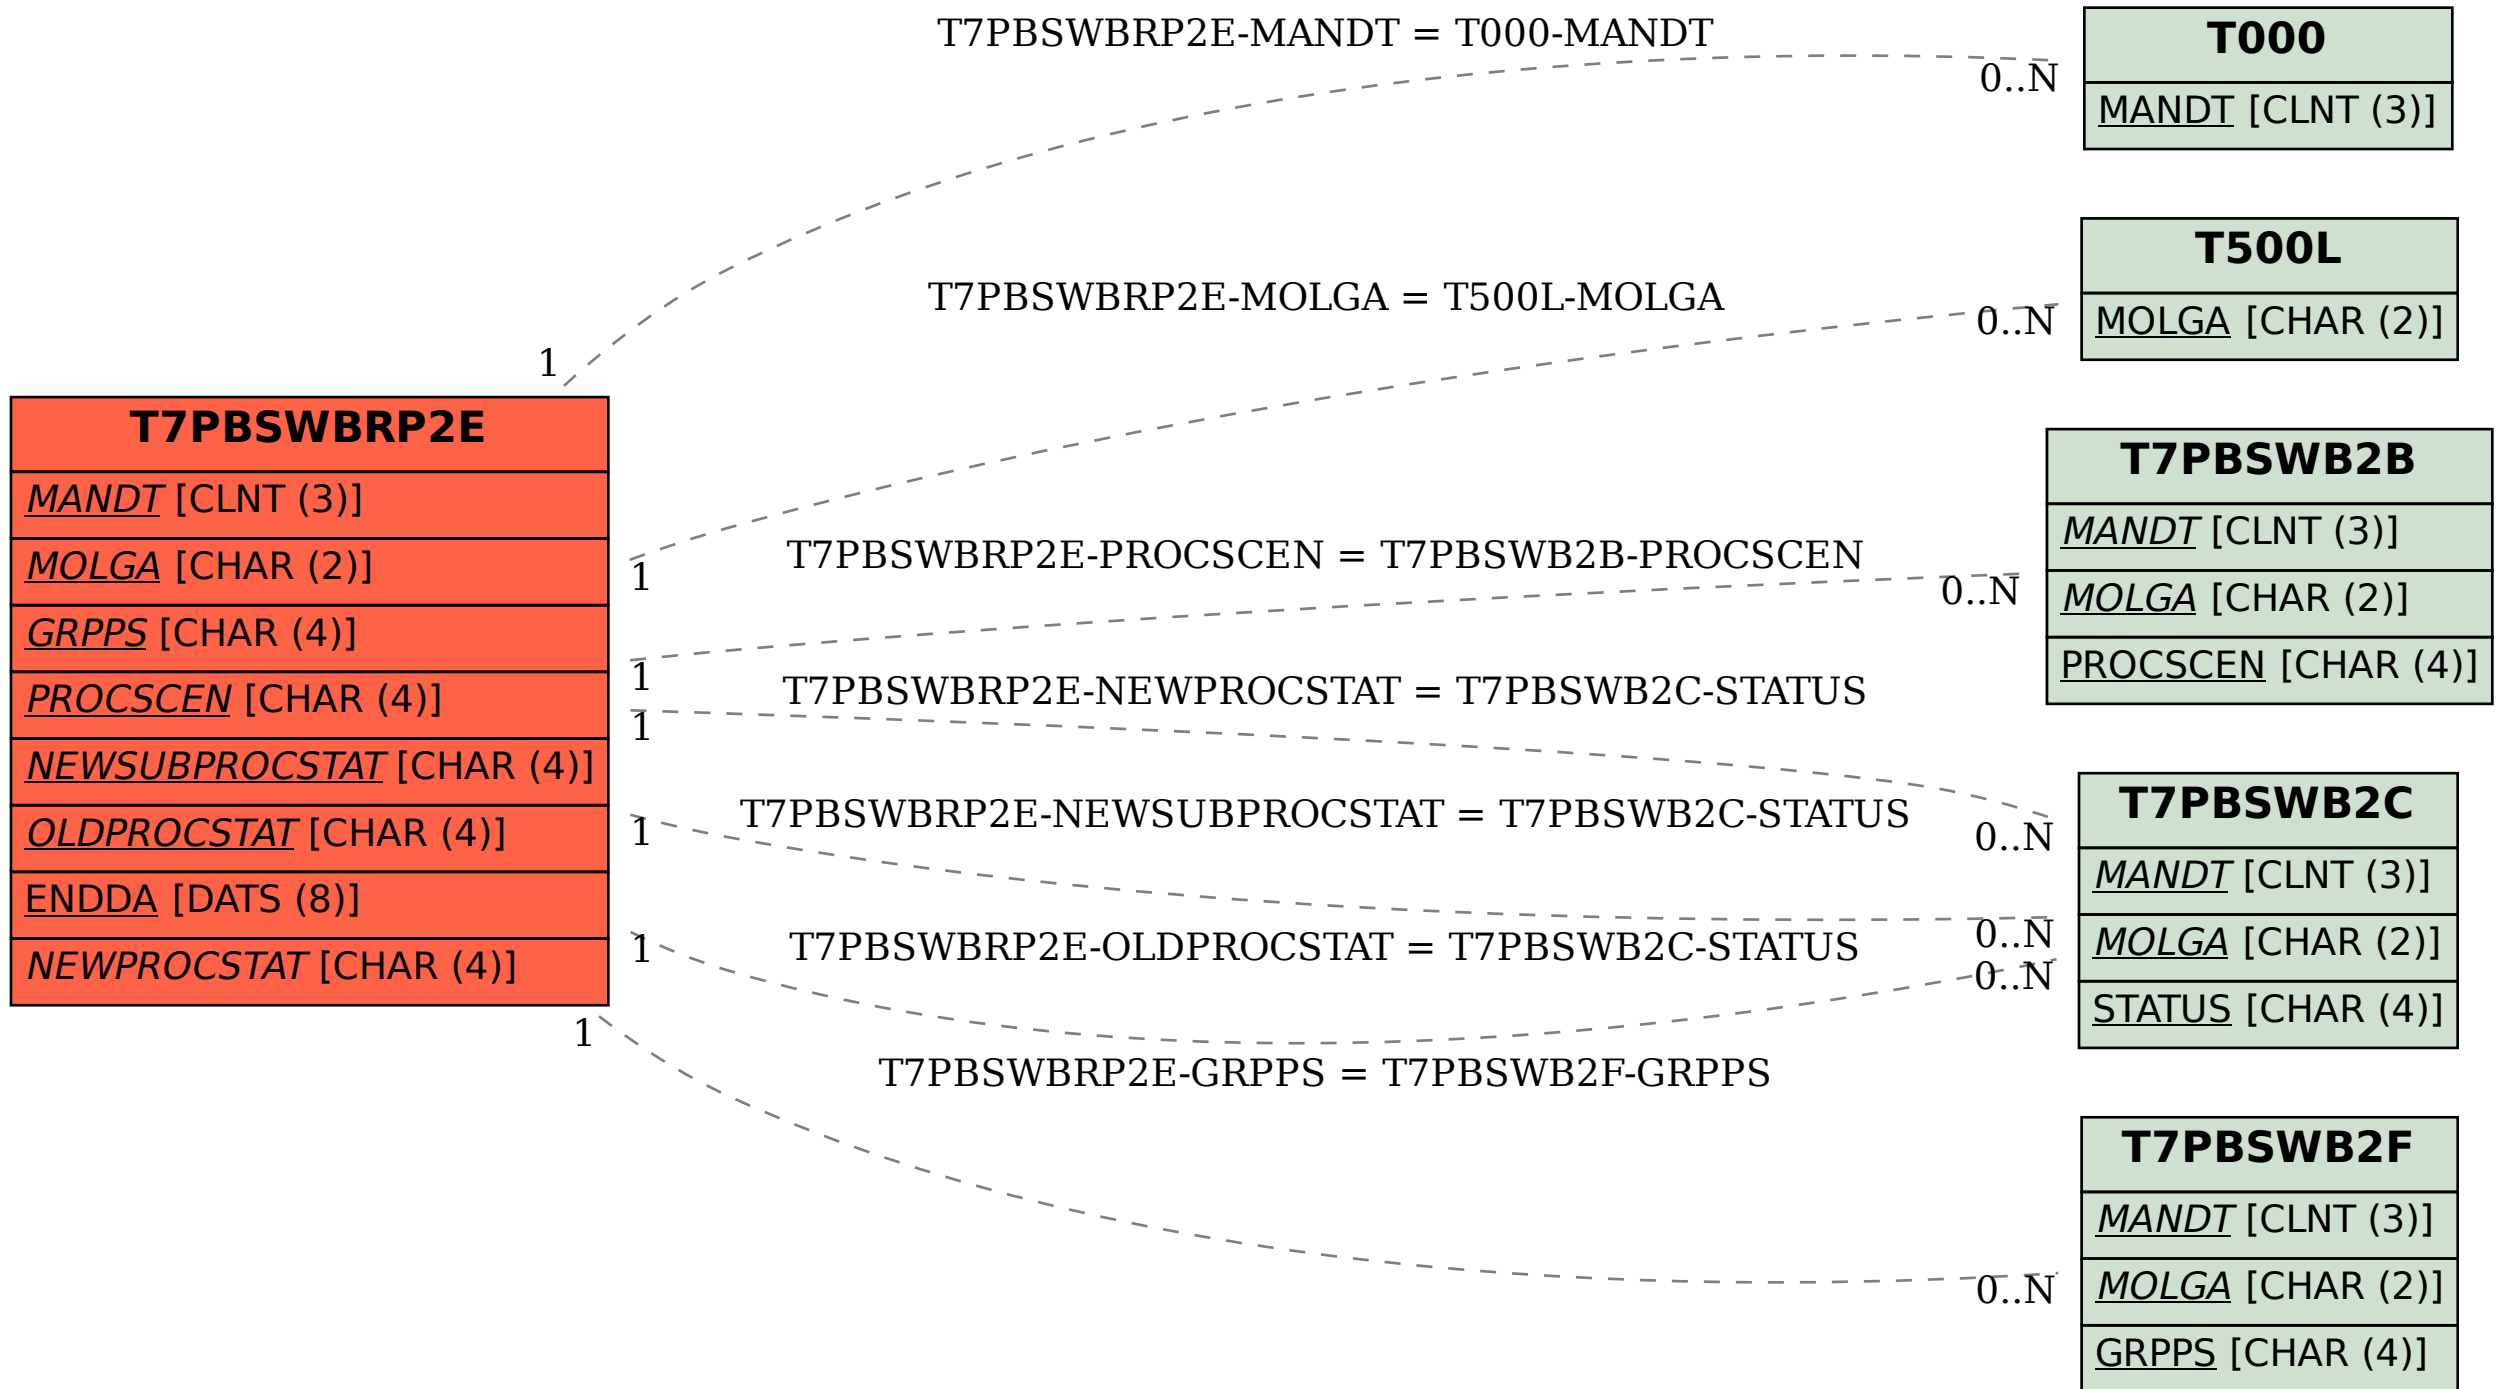 T7PBSWBRP2E-MANDT = T000-MANDT
T000
0..N
MANDT [CLNT (3)]
T500L
T7PBSWBRP2E-MOLGA = T500L-MOLGA
0..N
MOLGA [CHAR (2)]
1
T7PBSWBRP2E
MANDT [CLNT (3)]
MOLGA [CHAR (2)]
GRPPS [CHAR (4)]
PROCSCEN [CHAR (4)]
NEWSUBPROCSTAT [CHAR (4)]
OLDPROCSTAT [CHAR (4)]
ENDDA [DATS (8)]
NEWPROCSTAT [CHAR (4)]
1
T7PBSWBRP2E-PROCSCEN = T7PBSWB2B-PROCSCEN
0..N
1
T7PBSWB2B
MANDT [CLNT (3)]
MOLGA [CHAR (2)]
PROCSCEN [CHAR (4)]
T7PBSWBRP2E-NEWPROCSTAT = T7PBSWB2C-STATUS
1
0..N
T7PBSWBRP2E-NEWSUBPROCSTAT = T7PBSWB2C-STATUS
1
0..N
T7PBSWBRP2E-OLDPROCSTAT = T7PBSWB2C-STATUS
1
0..N
T7PBSWB2C
MANDT [CLNT (3)]
MOLGA [CHAR (2)]
STATUS [CHAR (4)]
1
T7PBSWBRP2E-GRPPS = T7PBSWB2F-GRPPS
0..N
T7PBSWB2F
MANDT [CLNT (3)]
MOLGA [CHAR (2)]
GRPPS [CHAR (4)]